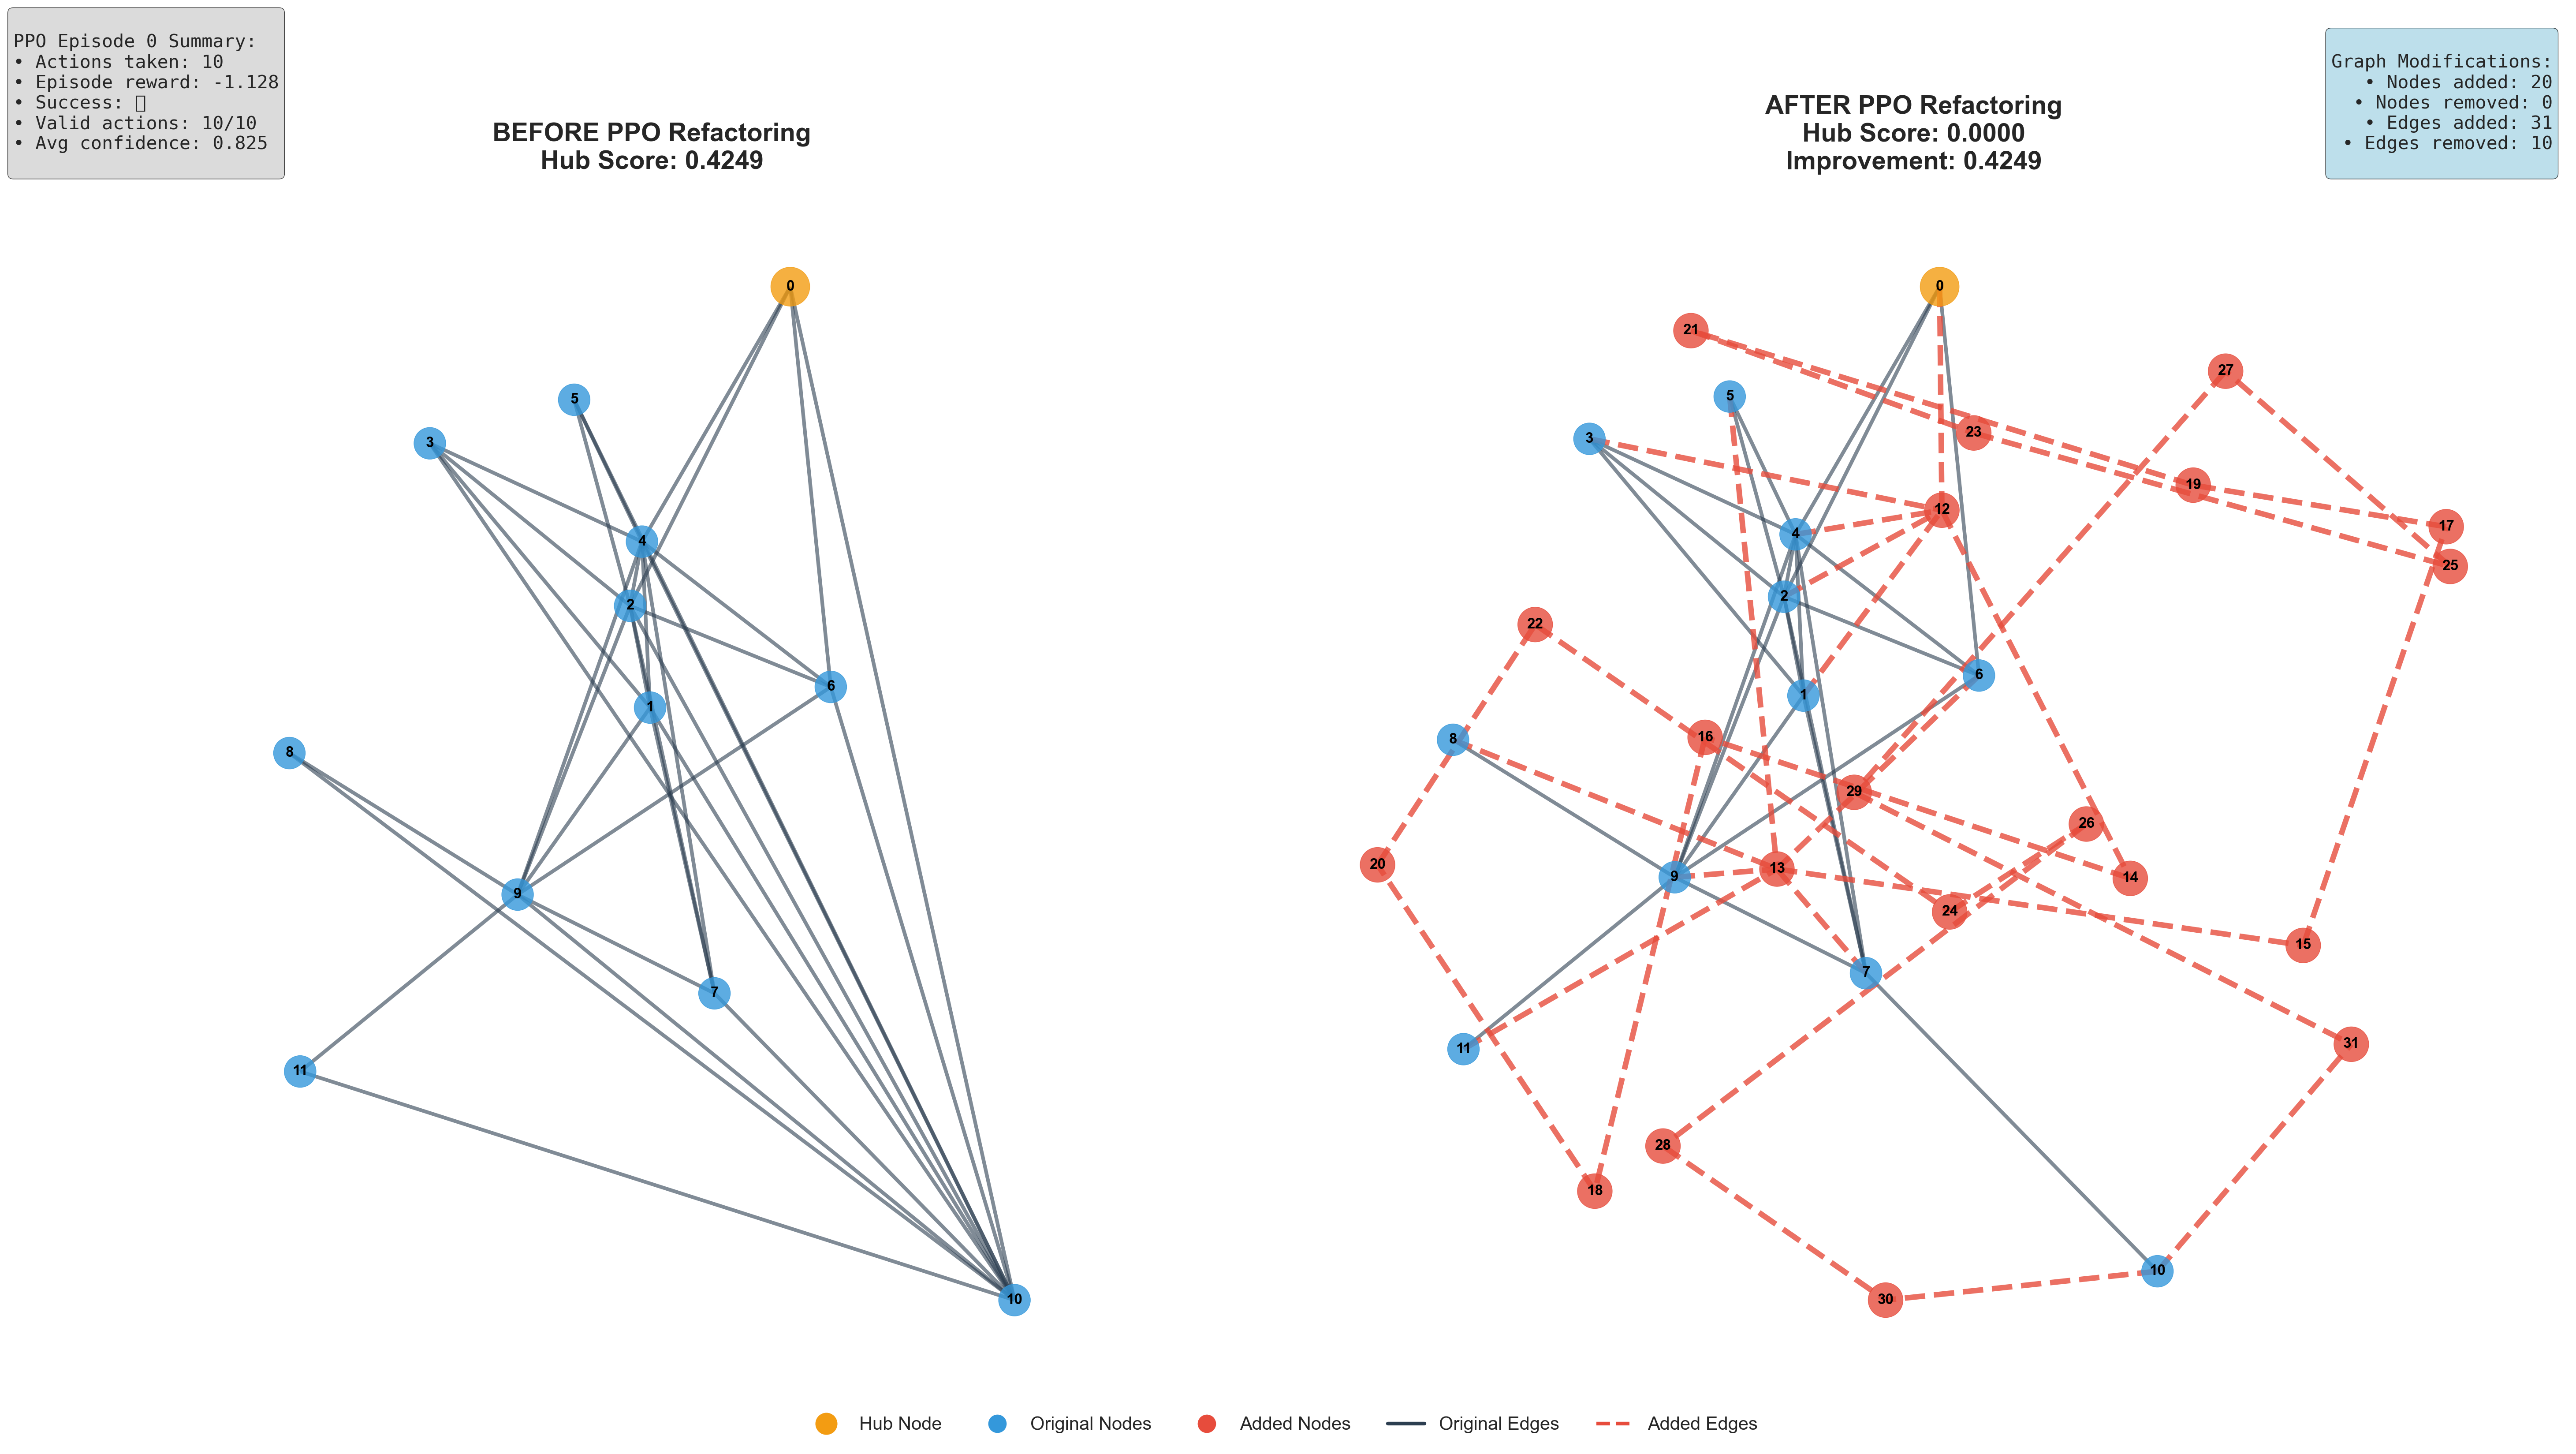 PPO Episode 0 Summary:
• Actions taken: 10
• Episode reward: -1.128
• Success: 
• Valid actions: 10/10
• Avg confidence: 0.825
Graph Modifications:
• Nodes added: 20
• Nodes removed: 0
• Edges added: 31
• Edges removed: 10
BEFORE PPO Refactoring
Hub Score: 0.4249
0
5
3
4
2
6
1
8
9
7
11
10
AFTER PPO Refactoring
Hub Score: 0.0000
Improvement: 0.4249
0
21
27
5
23
3
19
12
17
4
25
2
22
6
1
16
8
29
26
20
13
9
14
24
15
7
31
11
28
18
10
30
Hub Node
Original Nodes
Added Nodes
Original Edges
Added Edges